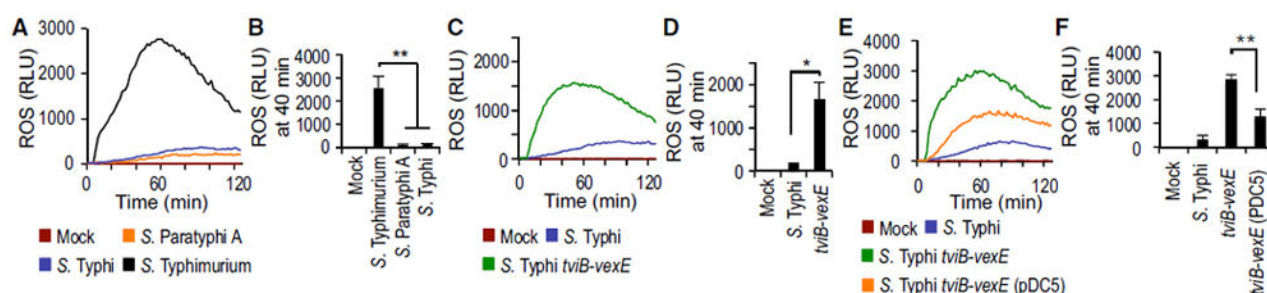 A
ROS (RLU)
3000
2000
1000
0
0 60 120
Time (min)
Mock
S. Paratyphi A
S. Typhi
S. Typhimurium
B
ROS (RLU)
at 40 min
4000
3000
2000
1000
0
**
Mock
S. Typhimurium
S. Paratyphi A
S. Typhi
C
ROS (RLU)
2000
1000
0
0 60 120
Time (min)
Mock
S. Typhi
S. Typhi tviB-vexE
D
ROS (RLU)
at 40 min
2000
1000
0
*
Mock
S. Typhi
tviB-vexE
E
ROS (RLU)
4000
3000
2000
1000
0
0 60 120
Time (min)
Mock
S. Typhi
S. Typhi tviB-vexE
S. Typhi tviB-vexE (pDC5)
F
ROS (RLU)
at 40 min
4000
3000
2000
1000
0
**
Mock
S. Typhi
tviB-vexE
tviB-vexE (PDC5)